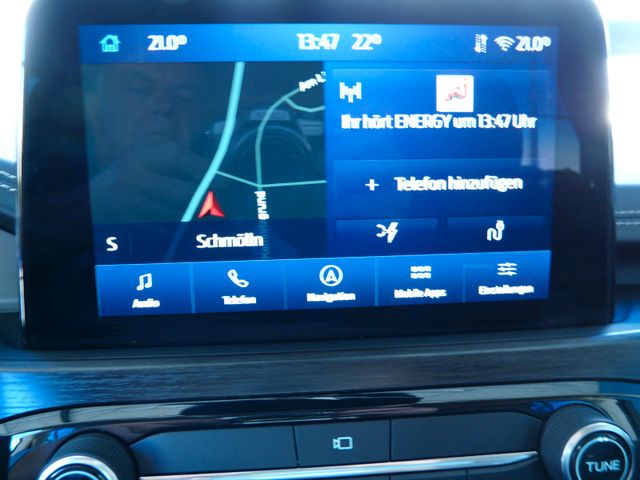 21.0° 13:47 22° 21.0°
Ihr hört ENERGY um 13:47 Uhr
+ Telefon hinzufügen
S Schmölln
Audio Telefon Navigation Mobile Apps Einstellungen
TUNE